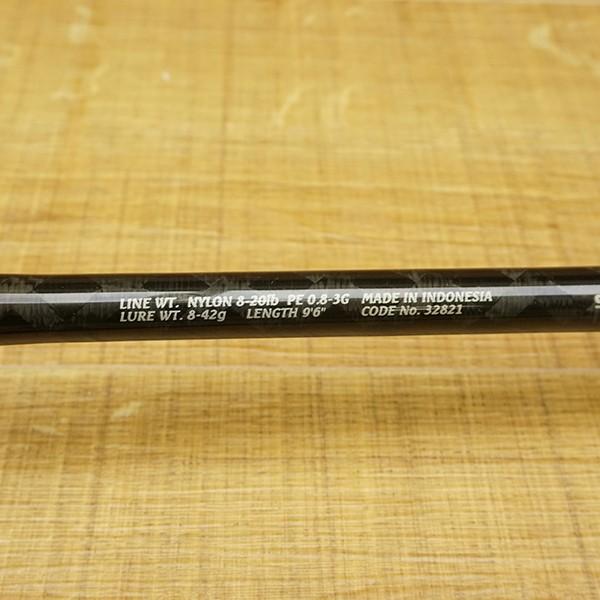 LINE WT. NYLON 8-20lb PE 0.8-3G MADE IN INDONESIA
LURE WT. 8-42g LENGTH 9'6" CODE No. 32821